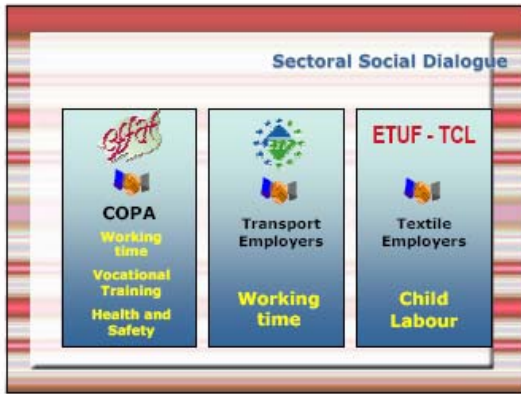 Sectoral Social Dialogue
effat
COPA
Working
time
Vocational
Training
Health and
Safety
ETF
Transport
Employers
Working
time
ETUF - TCL
Textile
Employers
Child
Labour